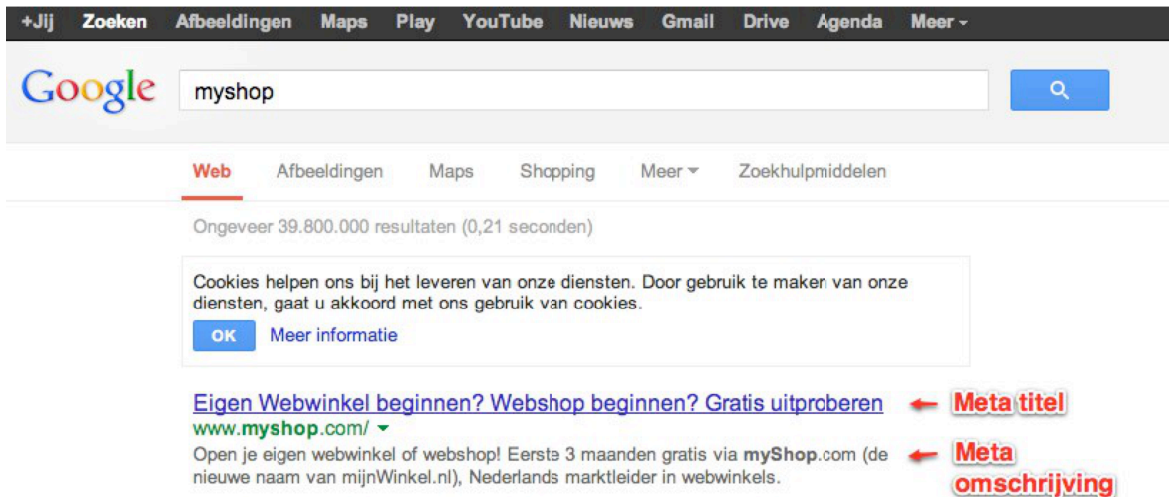 +Jij Zoeken Afbeeldingen Maps Play YouTube Nieuws Gmail Drive Agenda Meer
Google myshop
Web Afbeeldingen Maps Shopping Meer Zoekhulpmiddelen
Ongeveer 39.800.000 resultaten (0,21 seconden)
Cookies helpen ons bij het leveren van onze diensten. Door gebruik te maken van onze
diensten, gaat u akkoord met ons gebruik van cookies.
OK Meer informatie
Eigen Webwinkel beginnen? Webshop beginnen? Gratis uitproberen
Meta titel
www.myshop.com/
Open je eigen webwinkel of webshop! Eerste 3 maanden gratis via myShop.com (de
nieuwe naam van mijnWinkel.nl), Nederlands marktleider in webwinkels.
Meta
omschrijving